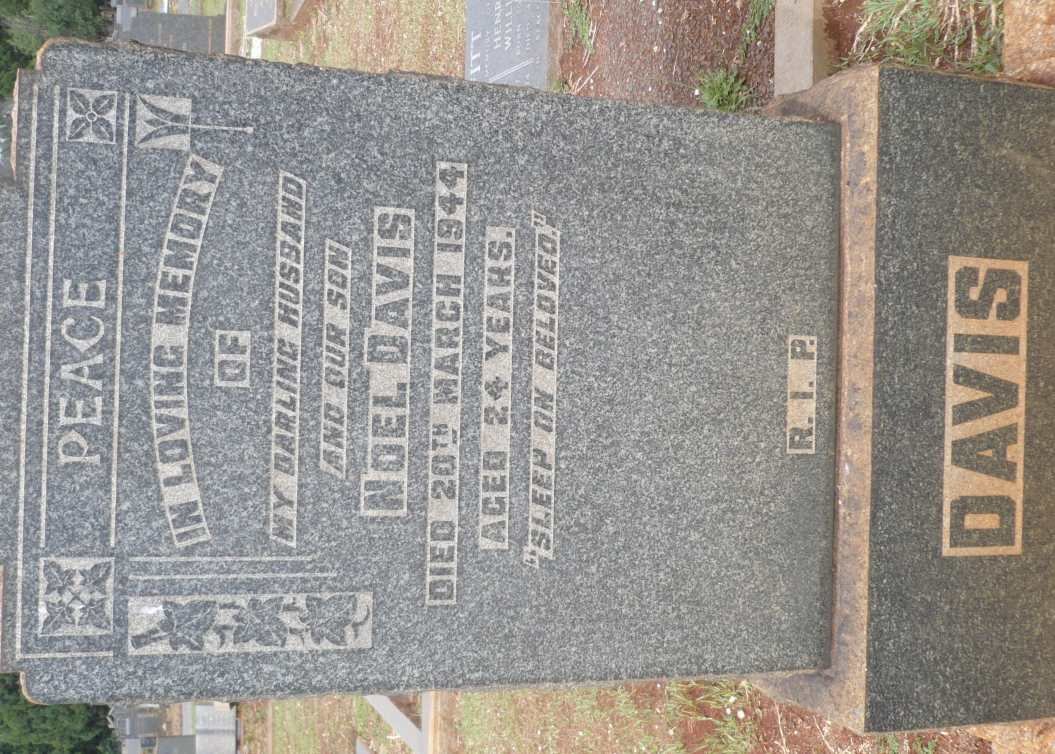 PEACE
IN LOVING MEMORY
OF
MY DARLING HUSBAND
AND OUR SON
NOEL DAVIS
DIED 20TH MARCH 1944
AGED 24 YEARS.
"SLEEP ON BELOVED."
R.I.P.
DAVIS